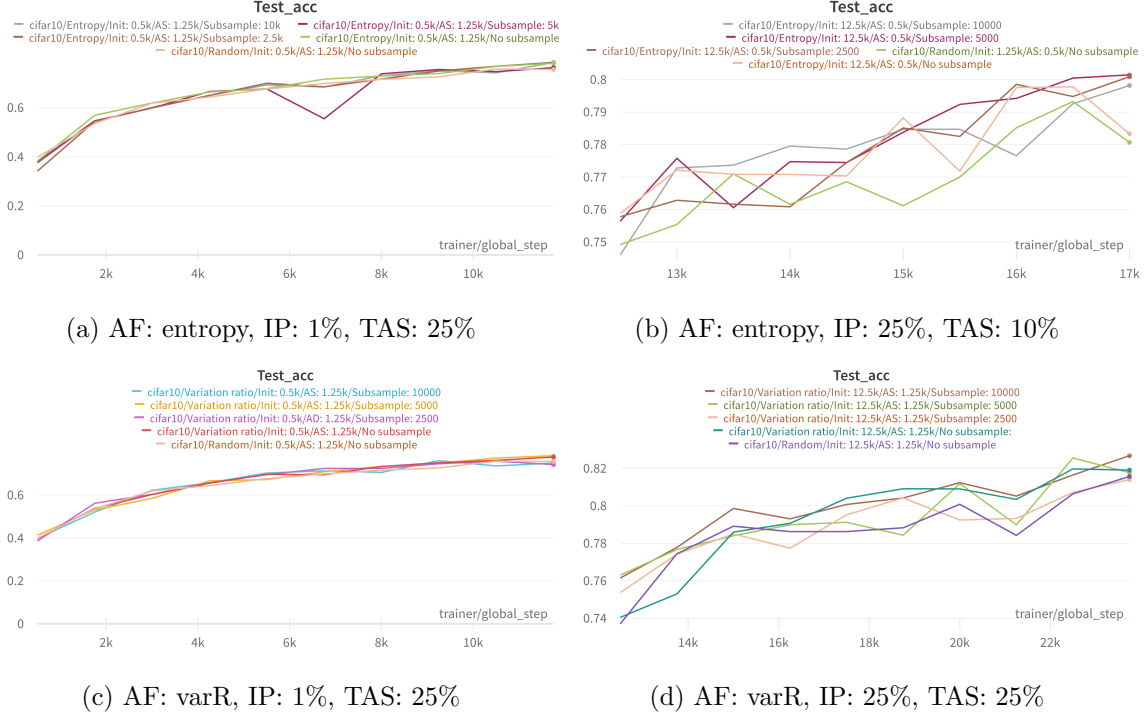 Test_acc
cifar10/Entropy/Init: 0.5k/AS: 1.25k/Subsample: 10k
cifar10/Entropy/Init: 0.5k/AS: 1.25k/Subsample: 5k
cifar10/Entropy/Init: 0.5k/AS: 1.25k/Subsample: 2.5k
cifar10/Entropy/Init: 0.5k/AS: 1.25k/No subsample
cifar10/Random/Init: 0.5k/AS: 1.25k/No subsample
0.6
0.4
0.2
0
trainer/global_step
2k
4k
6k
8k
10k
(a) AF: entropy, IP: 1%, TAS: 25%
Test_acc
cifar10/Entropy/Init: 12.5k/AS: 0.5k/Subsample: 10000
cifar10/Entropy/Init: 12.5k/AS: 0.5k/Subsample: 5000
cifar10/Entropy/Init: 12.5k/AS: 0.5k/Subsample: 2500
cifar10/Random/Init: 1.25k/AS: 0.5k/No subsample
cifar10/Entropy/Init: 12.5k/AS: 0.5k/No subsample
0.8
0.79
0.78
0.77
0.76
0.75
trainer/global_step
13k
14k
15k
16k
17k
(b) AF: entropy, IP: 25%, TAS: 10%
Test_acc
cifar10/Variation ratio/Init: 0.5k/AS: 1.25k/Subsample: 10000
cifar10/Variation ratio/Init: 0.5k/AS: 1.25k/Subsample: 5000
cifar10/Variation ratio/Init: 0.5k/AD: 1.25k/Subsample: 2500
cifar10/Variation ratio/Init: 0.5k/AS: 1.25k/No subsample
cifar10/Random/Init: 0.5k/AS: 1.25k/No subsample
0.6
0.4
0.2
0
trainer/global_step
2k
4k
6k
8k
10k
(c) AF: varR, IP: 1%, TAS: 25%
Test_acc
cifar10/Variation ratio/Init: 12.5k/AS: 1.25k/Subsample: 10000
cifar10/Variation ratio/Init: 12.5k/AS: 1.25k/Subsample: 5000
cifar10/Variation ratio/Init: 12.5k/AS: 1.25k/Subsample: 2500
cifar10/Variation ratio/Init: 12.5k/AS: 1.25k/No subsample:
cifar10/Random/Init: 12.5k/AS: 1.25k/No subsample
0.82
0.8
0.78
0.76
0.74
trainer/global_step
14k
16k
18k
20k
22k
(d) AF: varR, IP: 25%, TAS: 25%